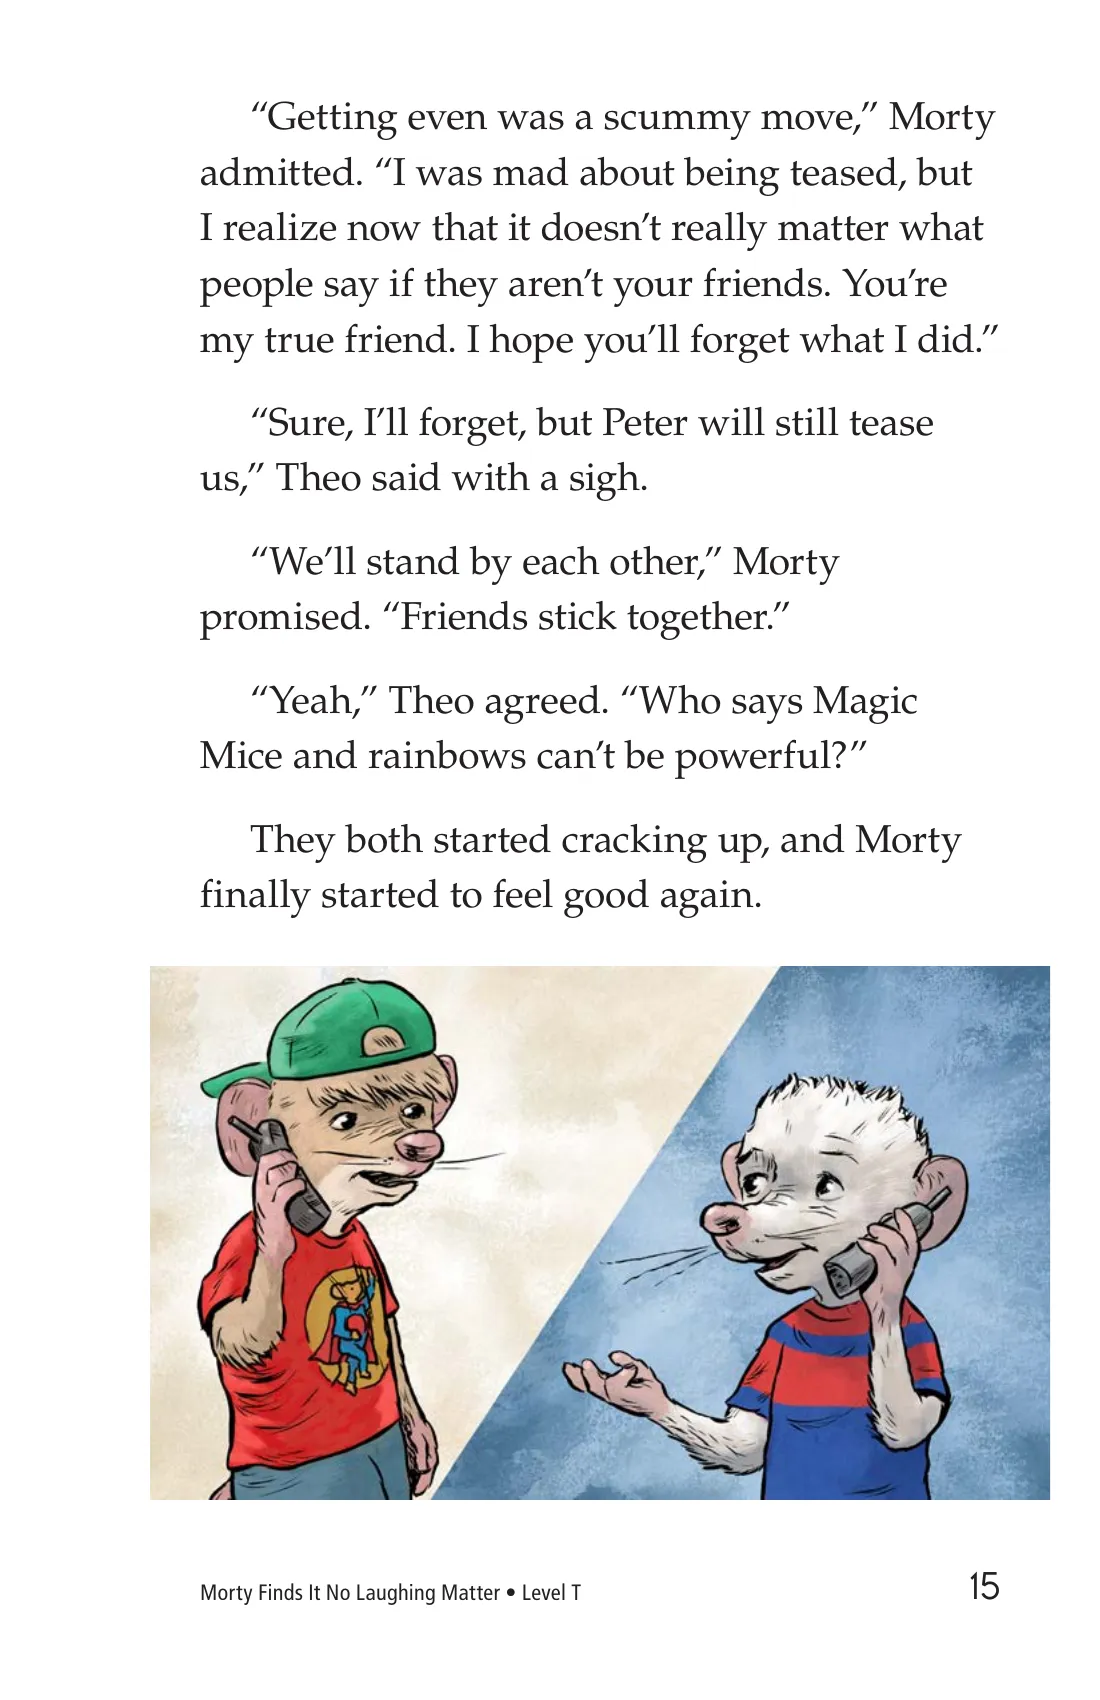 “Getting even was a scummy move,” Morty
admitted. “I was mad about being teased, but
I realize now that it doesn’t really matter what
people say if they aren’t your friends. You’re
my true friend. I hope you’ll forget what I did.”
“Sure, I’ll forget, but Peter will still tease
us,” Theo said with a sigh.
“We’ll stand by each other,” Morty
promised. “Friends stick together.”
“Yeah,” Theo agreed. “Who says Magic
Mice and rainbows can’t be powerful?”
They both started cracking up, and Morty
finally started to feel good again.
Morty Finds It No Laughing Matter • Level T
15